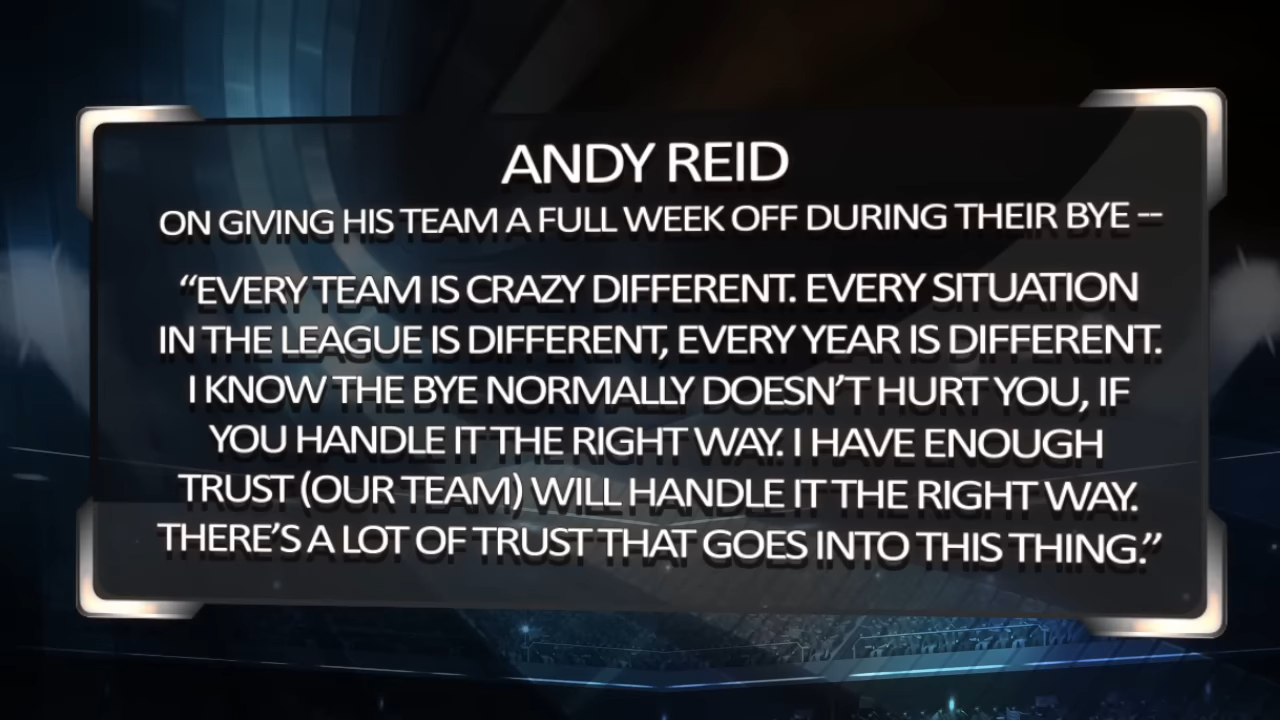 ANDY REID
ON GIVING HIS TEAM A FULL WEEK OFF DURING THEIR BYE --
“EVERY TEAM IS CRAZY DIFFERENT. EVERY SITUATION
IN THE LEAGUE IS DIFFERENT, EVERY YEAR IS DIFFERENT.
I KNOW THE BYE NORMALLY DOESN’T HURT YOU, IF
YOU HANDLE IT THE RIGHT WAY. I HAVE ENOUGH
TRUST (OUR TEAM) WILL HANDLE IT THE RIGHT WAY.
THERE’S A LOT OF TRUST THAT GOES INTO THIS THING.”